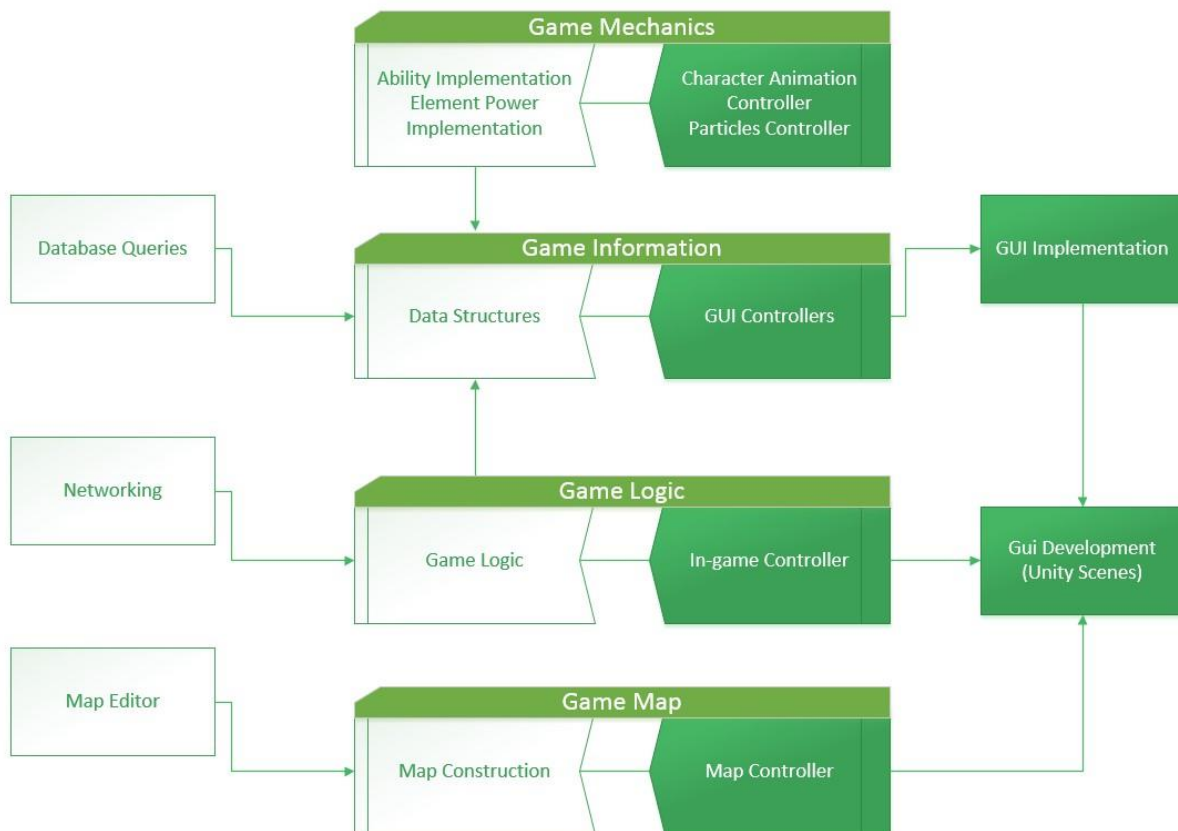 Game Mechanics
Ability Implementation
Element Power
Implementation
Character Animation
Controller
Particles Controller
Database Queries
Game Information
Data Structures
GUI Controllers
GUI Implementation
Networking
Game Logic
Game Logic
In-game Controller
Gui Development
(Unity Scenes)
Map Editor
Game Map
Map Construction
Map Controller